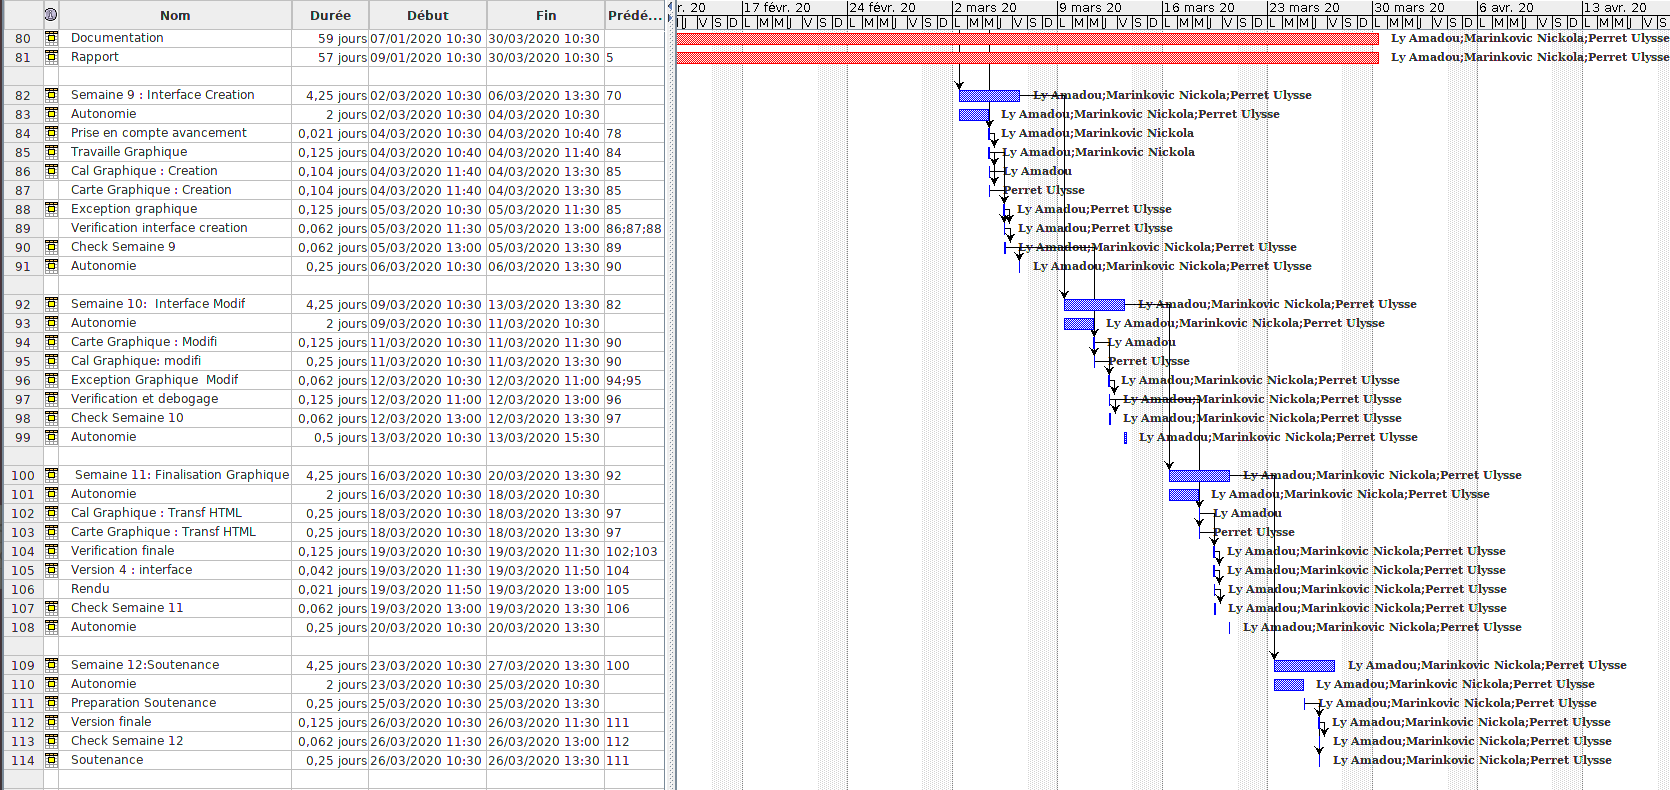 Nom Durée Début Fin Prédé... r. 20 17 févr. 20 24 févr. 20 2 mars 20 9 mars 20 16 mars 20 23 mars 20 30 mars 20 6 avr. 20 13 avr. 20
J V S D L M M J V S D L M M J V S D L M M J V S D L M M J V S D L M M J V S D L M M J V S D L M M J V S D L M M J V S D L M M J V S
80 Documentation 59 jours 07/01/2020 10:30 30/03/2020 10:30 Ly Amadou;Marinkovic Nickola;Perret Ulysse
81 Rapport 57 jours 09/01/2020 10:30 30/03/2020 10:30 5 Ly Amadou;Marinkovic Nickola;Perret Ulysse
82 Semaine 9 : Interface Creation 4,25 jours 02/03/2020 10:30 06/03/2020 13:30 70 Ly Amadou;Marinkovic Nickola;Perret Ulysse
83 Autonomie 2 jours 02/03/2020 10:30 04/03/2020 10:30 Ly Amadou;Marinkovic Nickola;Perret Ulysse
84 Prise en compte avancement 0,021 jours 04/03/2020 10:30 04/03/2020 10:40 78 Ly Amadou;Marinkovic Nickola
85 Travaille Graphique 0,125 jours 04/03/2020 10:40 04/03/2020 11:40 84 Ly Amadou;Marinkovic Nickola
86 Cal Graphique : Creation 0,104 jours 04/03/2020 11:40 04/03/2020 13:30 85 Ly Amadou
87 Carte Graphique : Creation 0,104 jours 04/03/2020 11:40 04/03/2020 13:30 85 Perret Ulysse
88 Exception graphique 0,125 jours 05/03/2020 10:30 05/03/2020 11:30 85 Ly Amadou;Perret Ulysse
89 Verification interface creation 0,062 jours 05/03/2020 11:30 05/03/2020 13:00 86;87;88 Ly Amadou;Perret Ulysse
90 Check Semaine 9 0,062 jours 05/03/2020 13:00 05/03/2020 13:30 89 Ly Amadou;Marinkovic Nickola;Perret Ulysse
91 Autonomie 0,25 jours 06/03/2020 10:30 06/03/2020 13:30 90 Ly Amadou;Marinkovic Nickola;Perret Ulysse
92 Semaine 10: Interface Modif 4,25 jours 09/03/2020 10:30 13/03/2020 13:30 82 Ly Amadou;Marinkovic Nickola;Perret Ulysse
93 Autonomie 2 jours 09/03/2020 10:30 11/03/2020 10:30 Ly Amadou;Marinkovic Nickola;Perret Ulysse
94 Carte Graphique : Modifi 0,125 jours 11/03/2020 10:30 11/03/2020 11:30 90 Ly Amadou
95 Cal Graphique: modifi 0,25 jours 11/03/2020 10:30 11/03/2020 13:30 90 Perret Ulysse
96 Exception Graphique Modif 0,062 jours 12/03/2020 10:30 12/03/2020 11:00 94;95 Ly Amadou;Marinkovic Nickola;Perret Ulysse
97 Verification et debogage 0,125 jours 12/03/2020 11:00 12/03/2020 13:00 96 Ly Amadou;Marinkovic Nickola;Perret Ulysse
98 Check Semaine 10 0,062 jours 12/03/2020 13:00 12/03/2020 13:30 97 Ly Amadou;Marinkovic Nickola;Perret Ulysse
99 Autonomie 0,5 jours 13/03/2020 10:30 13/03/2020 15:30 Ly Amadou;Marinkovic Nickola;Perret Ulysse
100 Semaine 11: Finalisation Graphique 4,25 jours 16/03/2020 10:30 20/03/2020 13:30 92 Ly Amadou;Marinkovic Nickola;Perret Ulysse
101 Autonomie 2 jours 16/03/2020 10:30 18/03/2020 10:30 Ly Amadou;Marinkovic Nickola;Perret Ulysse
102 Cal Graphique : Transf HTML 0,25 jours 18/03/2020 10:30 18/03/2020 13:30 97 Ly Amadou
103 Carte Graphique : Transf HTML 0,25 jours 18/03/2020 10:30 18/03/2020 13:30 97 Perret Ulysse
104 Verification finale 0,125 jours 19/03/2020 10:30 19/03/2020 11:30 102;103 Ly Amadou;Marinkovic Nickola;Perret Ulysse
105 Version 4 : interface 0,042 jours 19/03/2020 11:30 19/03/2020 11:50 104 Ly Amadou;Marinkovic Nickola;Perret Ulysse
106 Rendu 0,021 jours 19/03/2020 11:50 19/03/2020 13:00 105 Ly Amadou;Marinkovic Nickola;Perret Ulysse
107 Check Semaine 11 0,062 jours 19/03/2020 13:00 19/03/2020 13:30 106 Ly Amadou;Marinkovic Nickola;Perret Ulysse
108 Autonomie 0,25 jours 20/03/2020 10:30 20/03/2020 13:30 Ly Amadou;Marinkovic Nickola;Perret Ulysse
109 Semaine 12:Soutenance 4,25 jours 23/03/2020 10:30 27/03/2020 13:30 100 Ly Amadou;Marinkovic Nickola;Perret Ulysse
110 Autonomie 2 jours 23/03/2020 10:30 25/03/2020 10:30 Ly Amadou;Marinkovic Nickola;Perret Ulysse
111 Preparation Soutenance 0,25 jours 25/03/2020 10:30 25/03/2020 13:30 Ly Amadou;Marinkovic Nickola;Perret Ulysse
112 Version finale 0,125 jours 26/03/2020 10:30 26/03/2020 11:30 111 Ly Amadou;Marinkovic Nickola;Perret Ulysse
113 Check Semaine 12 0,062 jours 26/03/2020 11:30 26/03/2020 13:00 112 Ly Amadou;Marinkovic Nickola;Perret Ulysse
114 Soutenance 0,25 jours 26/03/2020 10:30 26/03/2020 13:30 111 Ly Amadou;Marinkovic Nickola;Perret Ulysse